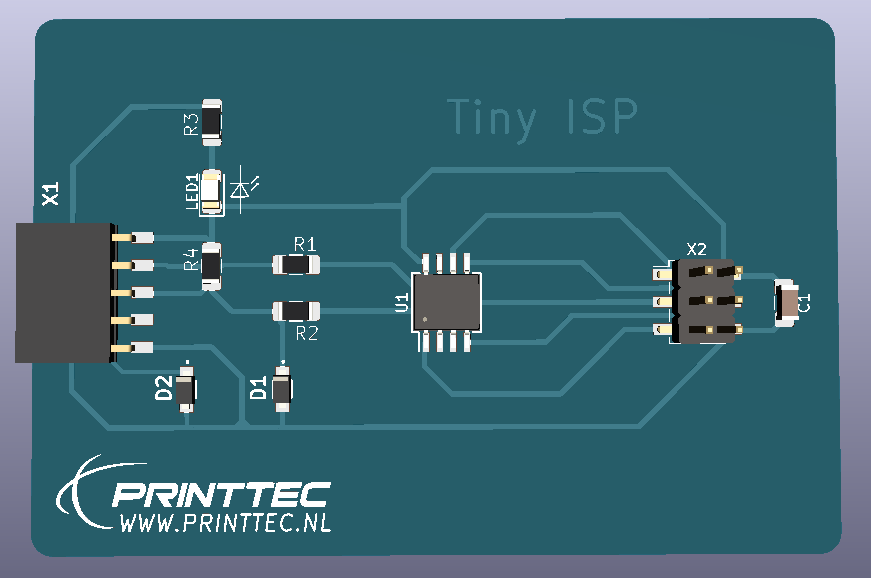 Tiny ISP
R3
X1
LED1
R4
R1
R2
X2
U1
C1
D2
D1
PRINTTEC
WWW.PRINTTEC.NL